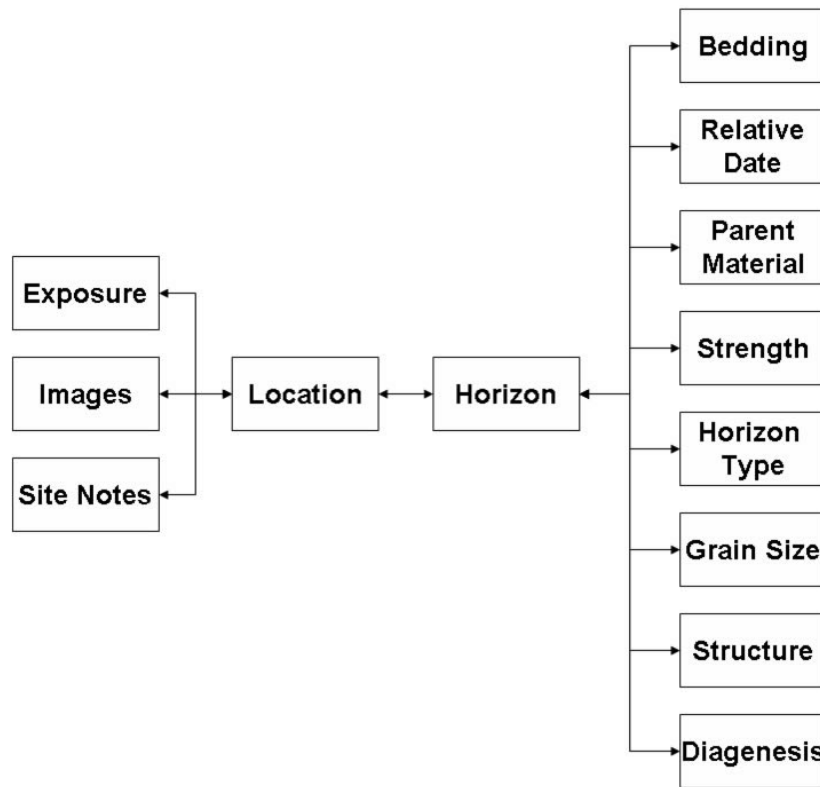 Bedding
Relative
Date
Parent
Material
Exposure
Strength
Images
Location
Horizon
Horizon
Type
Site Notes
Grain Size
Structure
Diagenesis